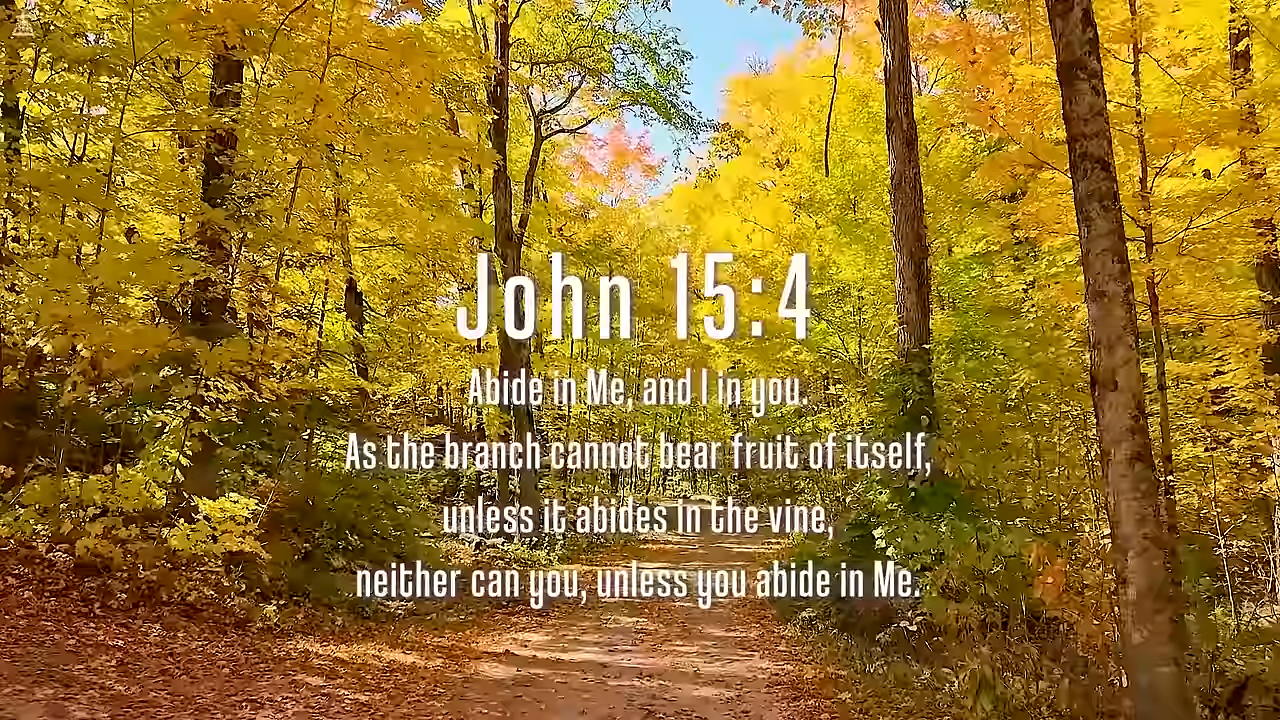 John 15:4
Abide in Me, and I in you.
As the branch cannot bear fruit of itself,
unless it abides in the vine,
neither can you, unless you abide in Me.